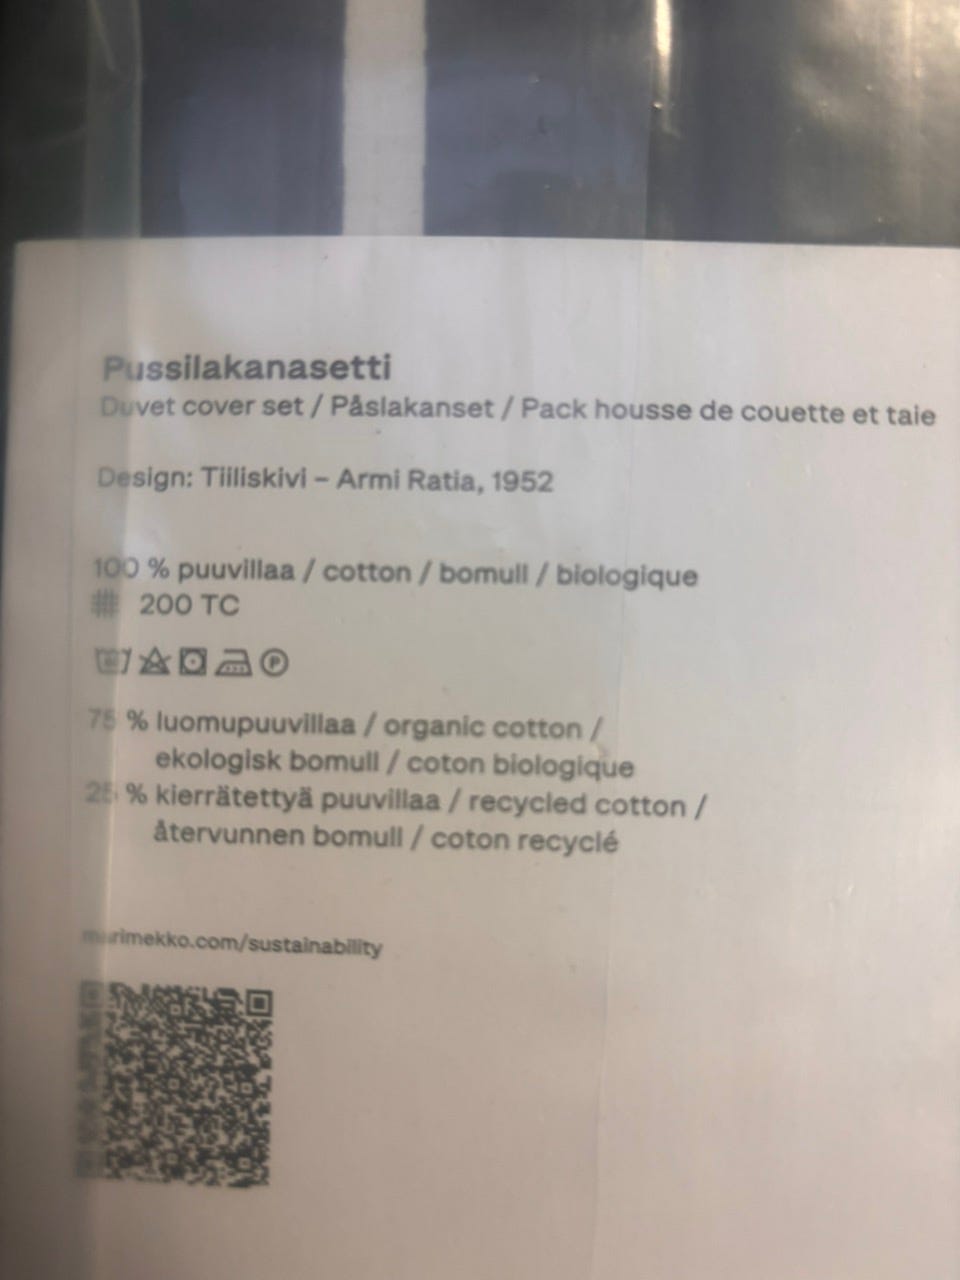 Pussilakanasetti
Duvet cover set / Påslakanset / Pack housse de couette et taie
Design: Tiiliskivi – Armi Ratia, 1952
100 % puuvillaa / cotton / bomull / biologique
200 TC
75 % luomupuuvillaa / organic cotton /
ekologisk bomull / coton biologique
25 % kierrätettyä puuvillaa / recycled cotton /
återvunnen bomull / coton recyclé
marimekko.com/sustainability